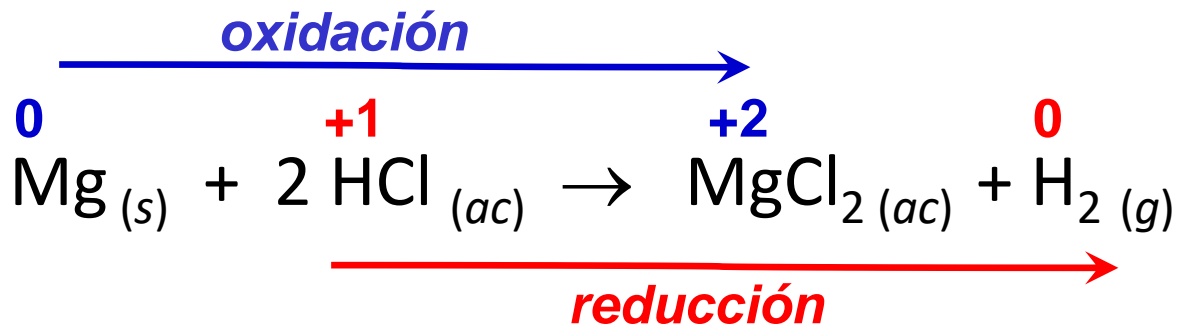 oxidación
0 +1 +2 0
Mg (s) + 2 HCl (ac) → MgCl2 (ac) + H2 (g)
reducción